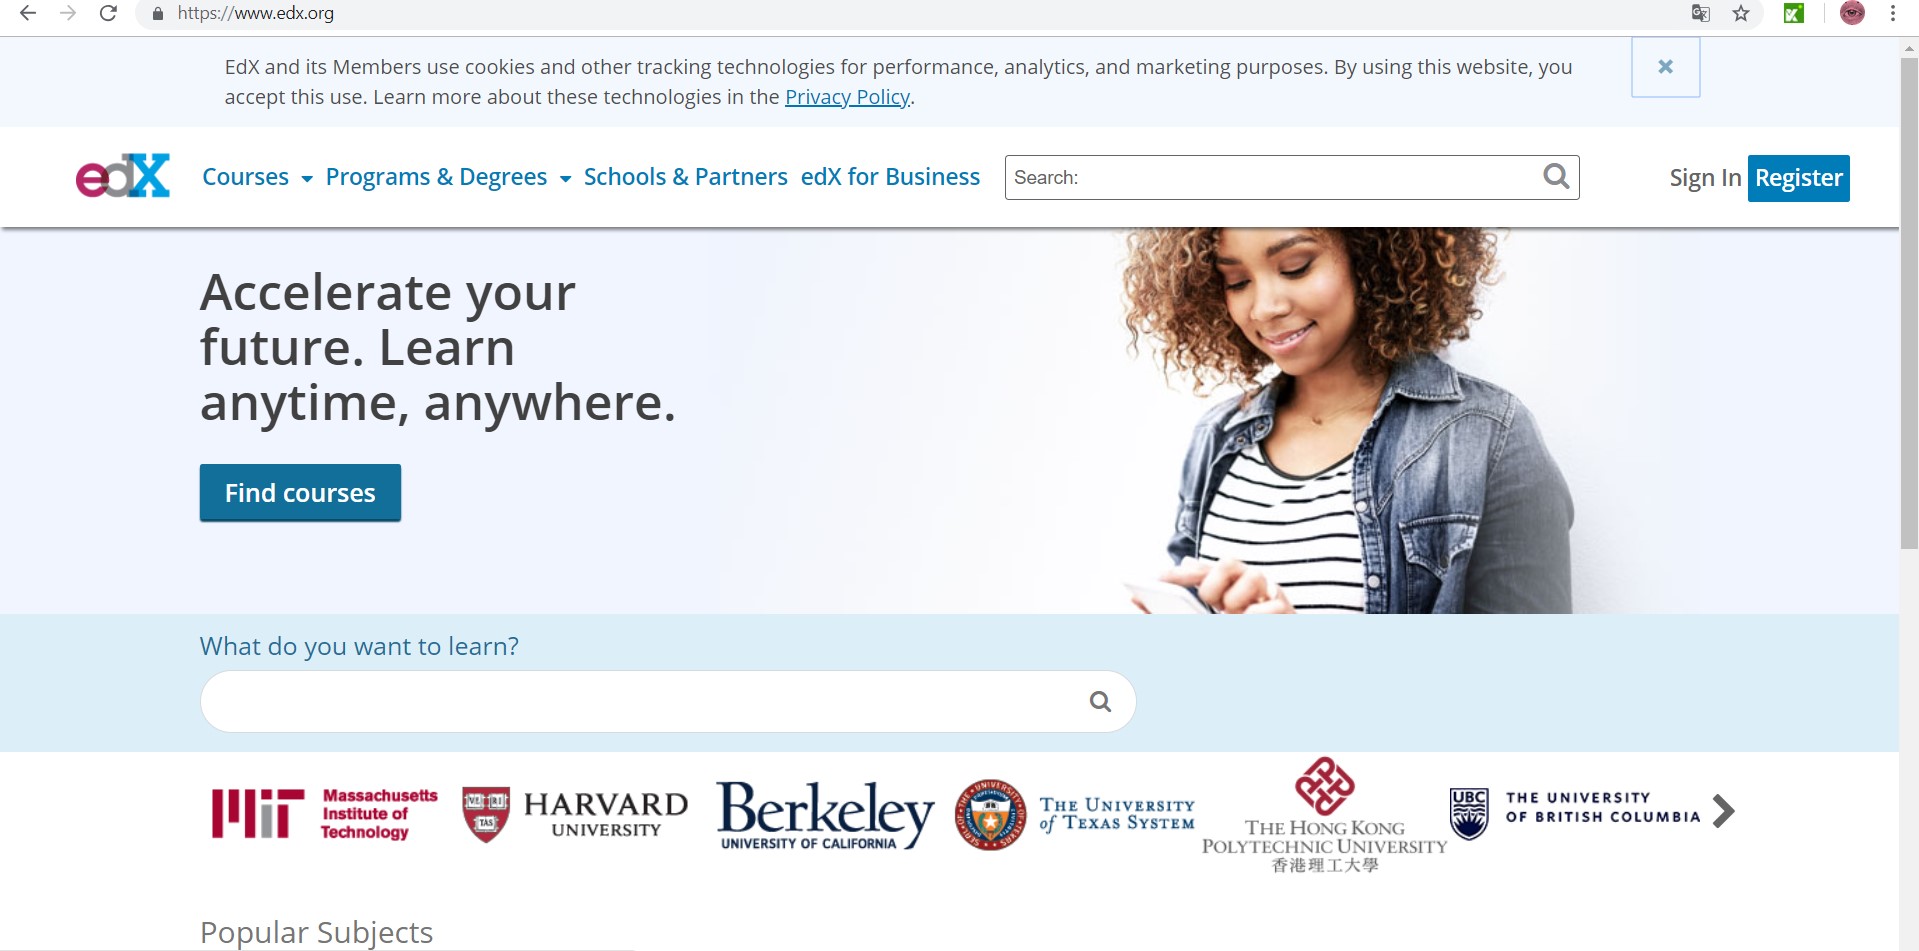 https://www.edx.org
EdX and its Members use cookies and other tracking technologies for performance, analytics, and marketing purposes. By using this website, you
accept this use. Learn more about these technologies in the Privacy Policy.
edX
Courses Programs & Degrees Schools & Partners edX for Business
Search:
Sign In Register
Accelerate your
future. Learn
anytime, anywhere.
Find courses
What do you want to learn?
MIT
Massachusetts
Institute of
Technology
VE RI
TAS
HARVARD
UNIVERSITY
Berkeley
UNIVERSITY OF CALIFORNIA
THE UNIVERSITY
of TEXAS SYSTEM
THE HONG KONG
POLYTECHNIC UNIVERSITY
香港理工大學
UBC
THE UNIVERSITY
OF BRITISH COLUMBIA
Popular Subjects